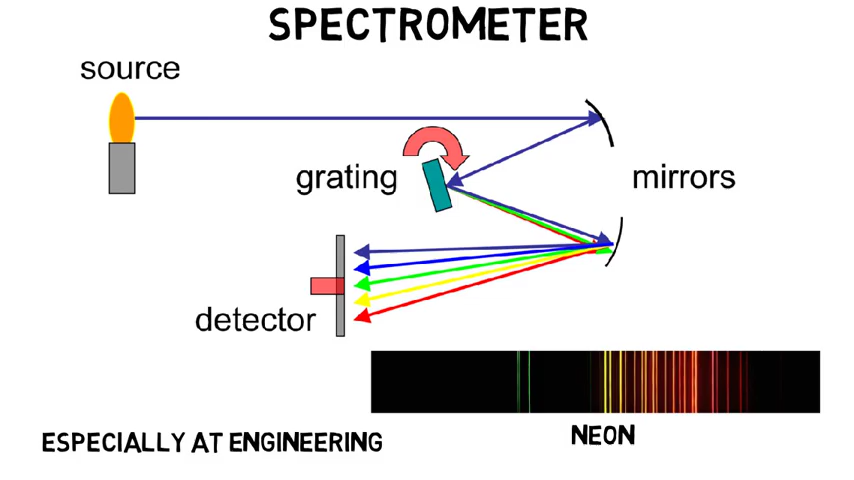 SPECTROMETER
source
grating
mirrors
detector
ESPECIALLY AT ENGINEERING
NEON